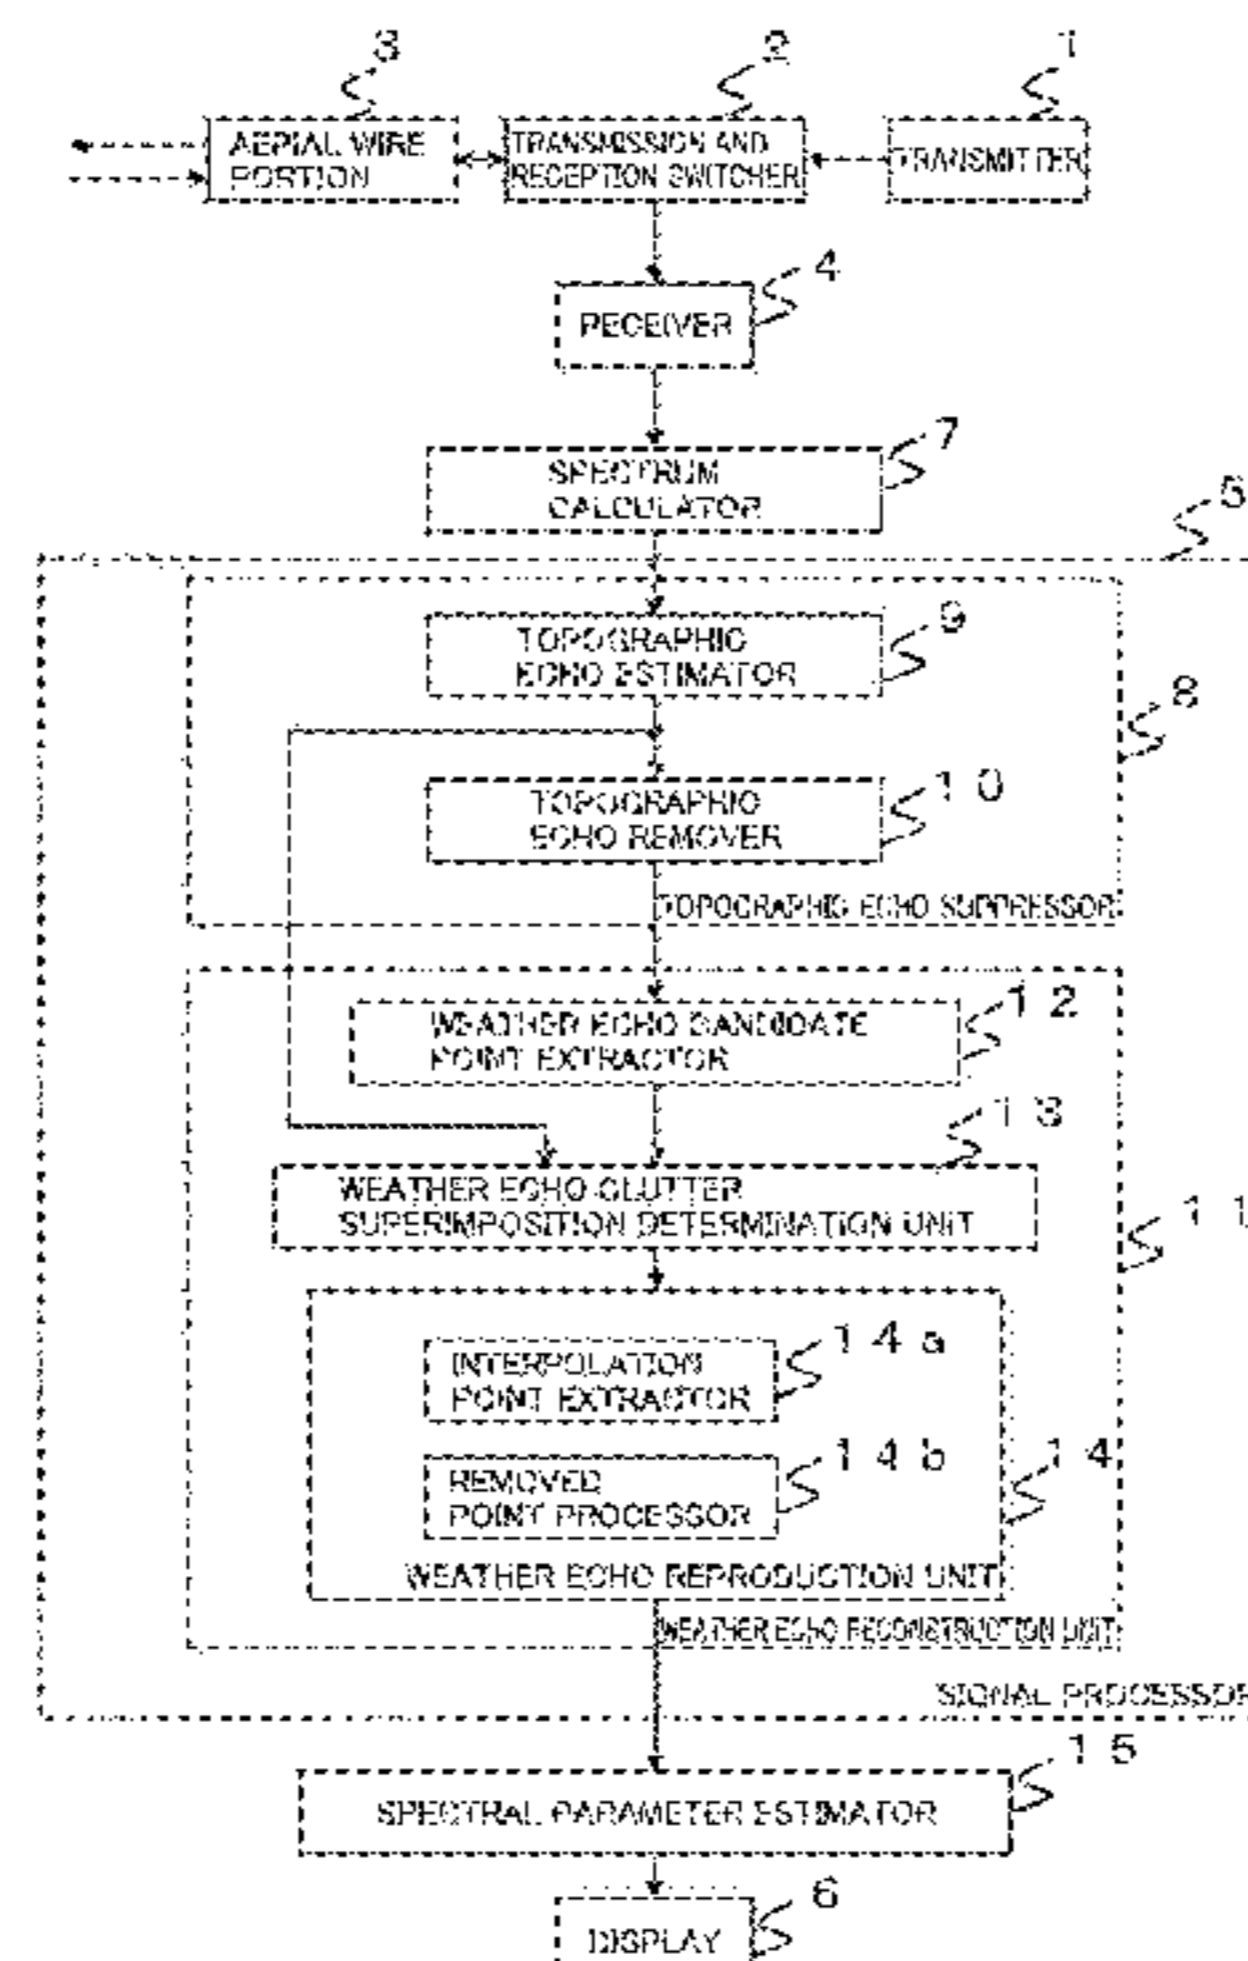 3
2
1
AERIAL WIRE
PORTION
TRANSMISSION AND
RECEPTION SWITCHER
TRANSMITTER
4
RECEIVER
7
SPECTRUM
CALCULATOR
5
9
TOPOGRAPHIC
ECHO ESTIMATOR
8
10
TOPOGRAPHIC
ECHO REMOVER
TOPOGRAPHIC ECHO SUPPRESSOR
12
WEATHER ECHO CANDIDATE
POINT EXTRACTOR
13
WEATHER ECHO-CLUTTER
SUPERIMPOSITION DETERMINATION UNIT
11
14a
INTERPOLATION
POINT EXTRACTOR
14b
14
REMOVED
POINT PROCESSOR
WEATHER ECHO REPRODUCTION UNIT
WEATHER ECHO RECONSTRUCTION UNIT
SIGNAL PROCESSOR
15
SPECTRAL PARAMETER ESTIMATOR
6
DISPLAY